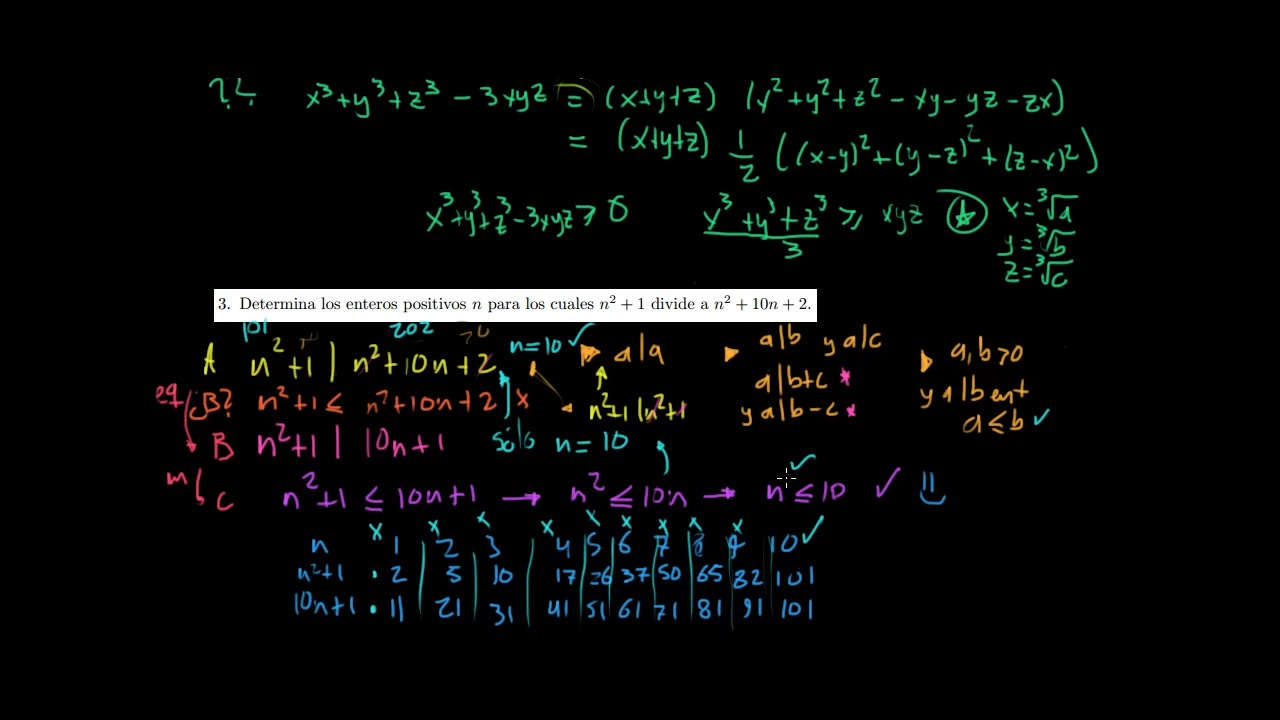 x³+y³+z³-3xyz = (x+y+z) (x²+y²+z²-xy-yz-zx)
= (x+y+z) 1/2 ((x-y)²+(y-z)²+(z-x)²)
x³+y³+z³-3xyz ≥ 0 x³+y³+z³/3 ≥ xyz x=∛a
y=∛b
z=∛c
3. Determina los enteros positivos n para los cuales n² + 1 divide a n² + 10n + 2.
101 202
A n²+1 | n²+10n+2 n=10 ✓ ▶ a|a ▶ a|b y a|c ▶ a,b>0
eq B? n²+1 ≤ n²+10n+2 x n²+1 | n²+1 a|b+c * y a|b ent
y a|b-c * a≤b ✓
B n²+1 | 10n+1 sólo n=10
C n²+1 ≤ 10n+1 → n² ≤ 10n → n ≤ 10 ✓
x x x x x x x x x
n 1 2 3 4 5 6 7 8 9 10 ✓
n²+1 · 2 5 10 17 26 37 50 65 82 101
10n+1 · 11 21 31 41 51 61 71 81 91 101